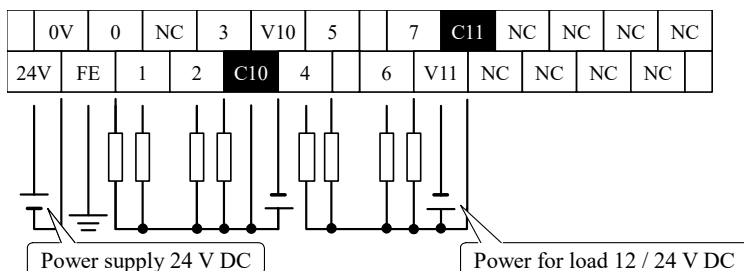 0V 0 NC 3 V10 5 7 C11 NC NC NC NC
24V FE 1 2 C10 4 6 V11 NC NC NC NC
Power supply 24 V DC Power for load 12 / 24 V DC